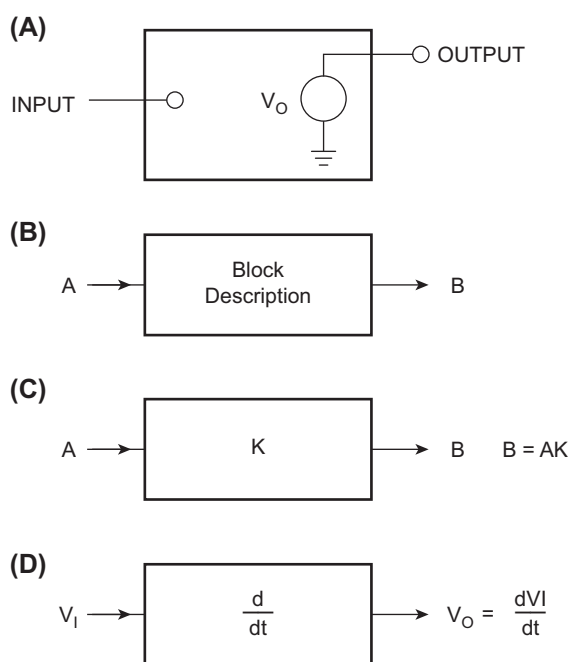 (A)
INPUT
V_O
OUTPUT
(B)
A
Block
Description
B
(C)
A
K
B
B = AK
(D)
V_I
d
dt
V_O = dVI
dt